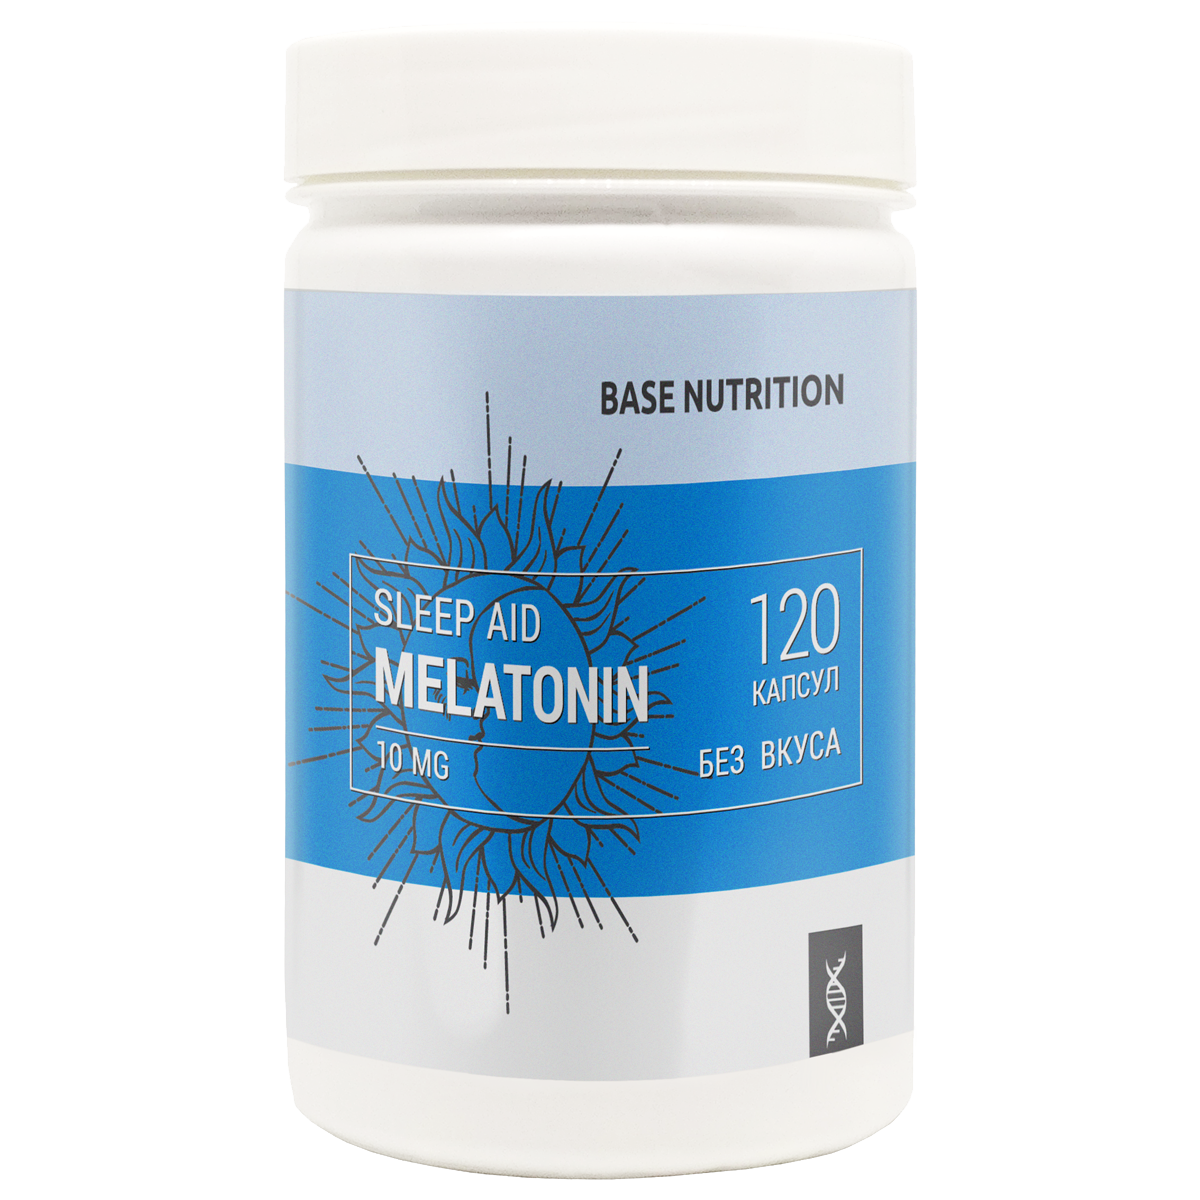 BASE NUTRITION
SLEEP AID
MELATONIN
10 MG
120
КАПСУЛ
БЕЗ ВКУСА